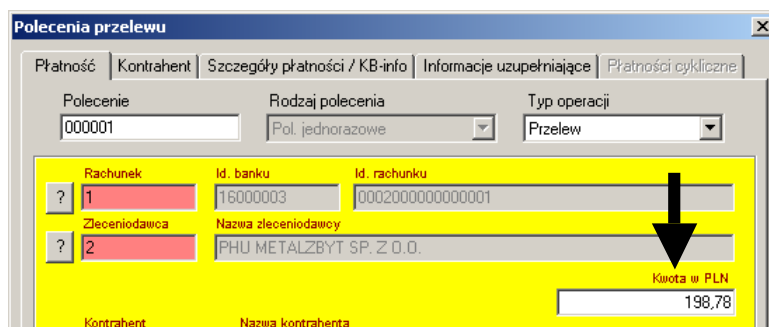 Polecenia przelewu
Płatność Kontrahent Szczegóły płatności / KB-info Informacje uzupełniające Płatności cykliczne
Polecenie Rodzaj polecenia Typ operacji
000001 Pol. jednorazowe Przelew
Rachunek Id. banku Id. rachunku
? 1 16000003 0002000000000001
Zleceniodawca Nazwa zleceniodawcy
? 2 PHU METALZBYT SP. Z O.O.
Kwota w PLN
198,78
Kontrahent Nazwa kontrahenta